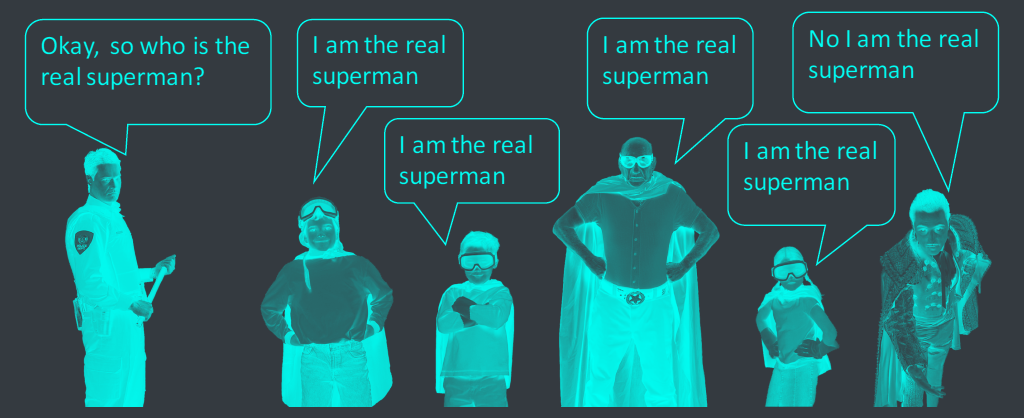 Okay, so who is the
real superman?
I am the real
superman
I am the real
superman
I am the real
superman
I am the real
superman
No I am the real
superman